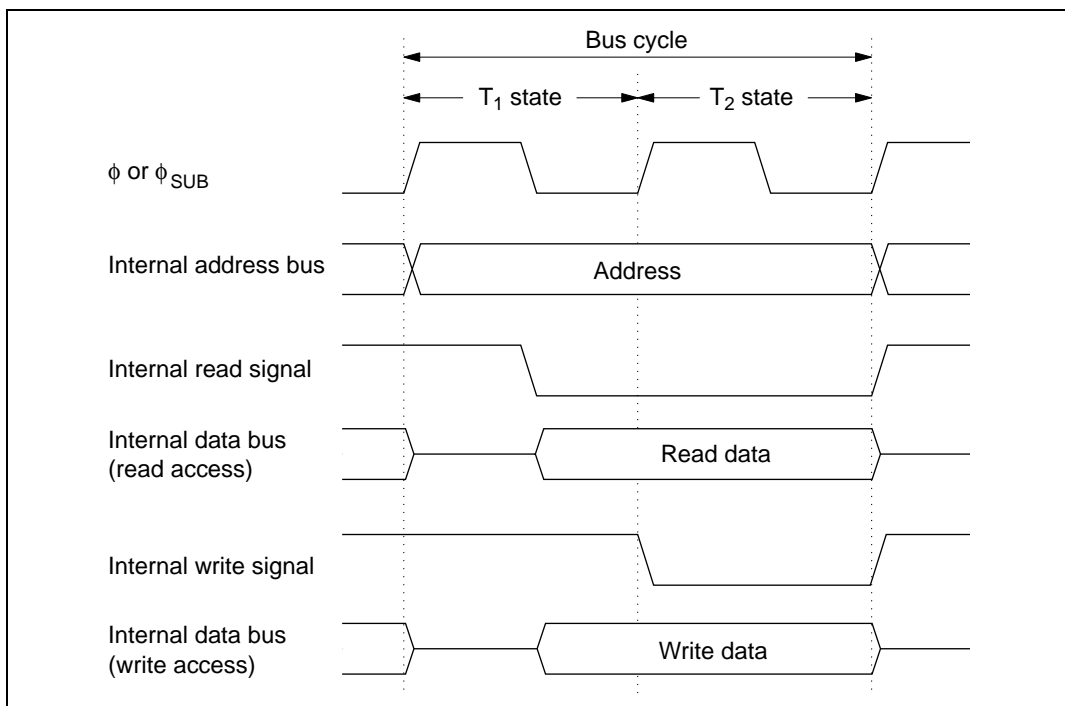 Bus cycle
T1 state
T2 state
ϕ or ϕSUB
Internal address bus
Address
Internal read signal
Internal data bus
(read access)
Read data
Internal write signal
Internal data bus
(write access)
Write data